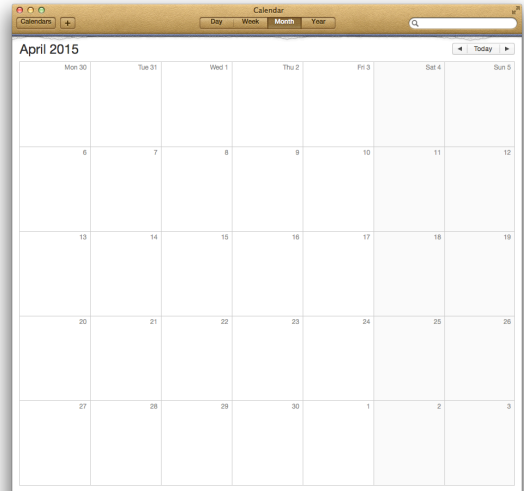 Calendar
Calendars + Day Week Month Year
April 2015
Today
Mon 30 Tue 31 Wed 1 Thu 2 Fri 3 Sat 4 Sun 5
6 7 8 9 10 11 12
13 14 15 16 17 18 19
20 21 22 23 24 25 26
27 28 29 30 1 2 3